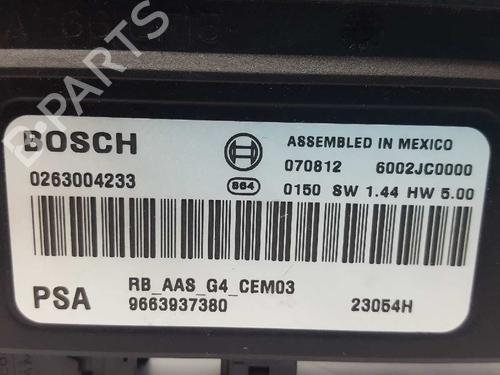 BOSCH
ASSEMBLED IN MEXICO
070812 6002JC0000
0263004233
864
0150 SW 1.44 HW 5.00
RB_AAS_G4_CEM03
PSA
9663937380
23054H
B-PARTS